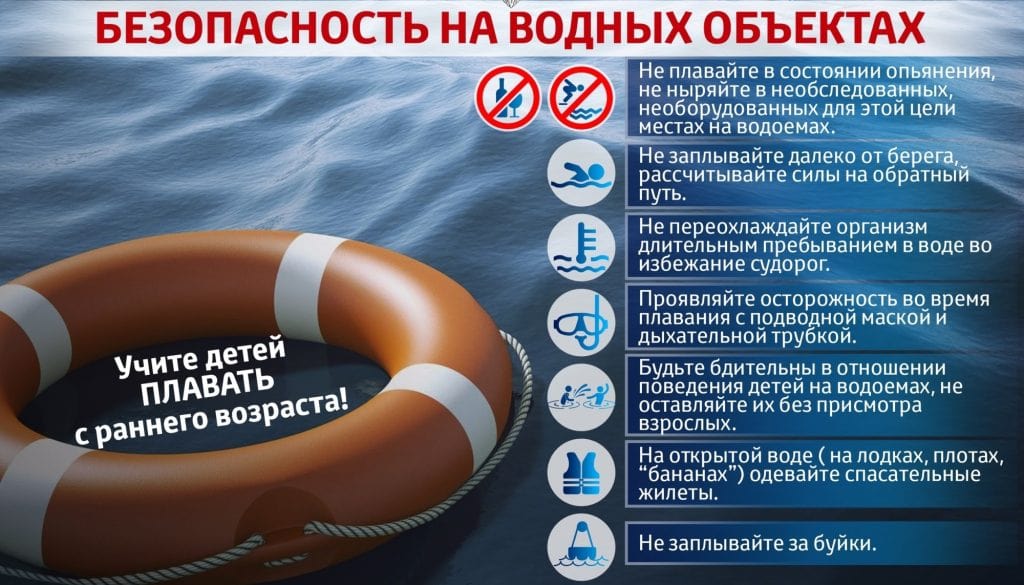 БЕЗОПАСНОСТЬ НА ВОДНЫХ ОБЪЕКТАХ
Не плавайте в состоянии опьянения,
не ныряйте в необследованных,
необорудованных для этой цели
местах на водоемах.
Не заплывайте далеко от берега,
рассчитывайте силы на обратный
путь.
Не переохлаждайте организм
длительным пребыванием в воде во
избежание судорог.
Проявляйте осторожность во время
плавания с подводной маской и
дыхательной трубкой.
Будьте бдительны в отношении
поведения детей на водоемах, не
оставляйте их без присмотра
взрослых.
На открытой воде ( на лодках, плотах,
“бананах”) одевайте спасательные
жилеты.
Не заплывайте за буйки.
Учите детей
ПЛАВАТЬ
с раннего возраста!